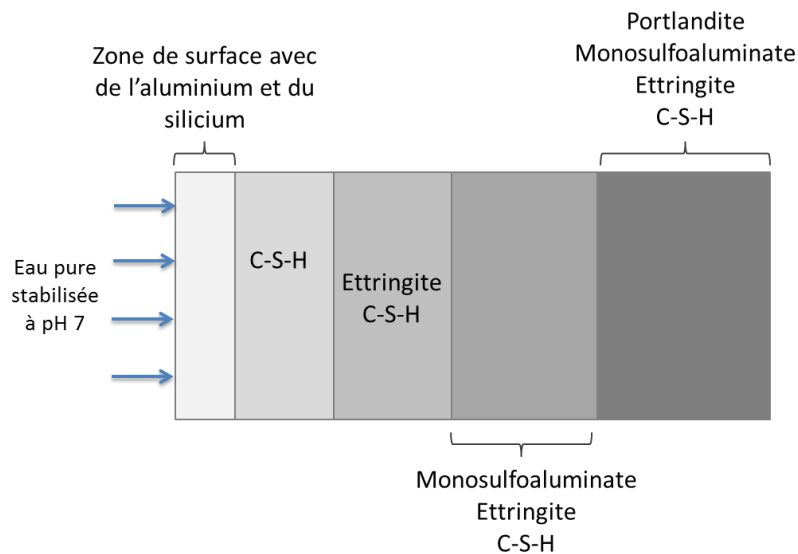 Zone de surface avec
de l'aluminium et du
silicium
Portlandite
Monosulfoaluminate
Ettringite
C-S-H
Eau pure
stabilisée
à pH 7
C-S-H
Ettringite
C-S-H
Monosulfoaluminate
Ettringite
C-S-H